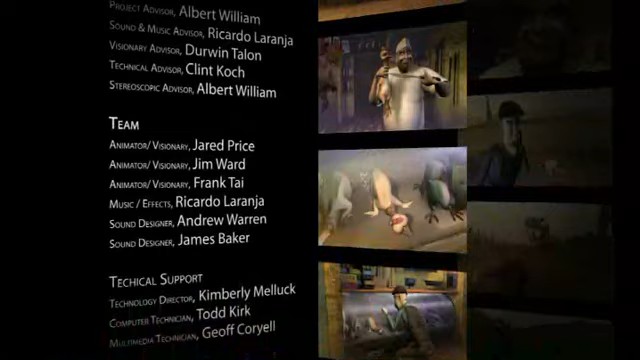 Project Advisor, Albert William
Sound & Music Advisor, Ricardo Laranja
Visionary Advisor, Durwin Talon
Technical Advisor, Clint Koch
Stereoscopic Advisor, Albert William
Team
Animator/ Visionary, Jared Price
Animator/ Visionary, Jim Ward
Animator/ Visionary, Frank Tai
Music / Effects, Ricardo Laranja
Sound Designer, Andrew Warren
Sound Designer, James Baker
Techical Support
Technology Director, Kimberly Melluck
Computer Technician, Todd Kirk
Multimedia Technician, Geoff Coryell